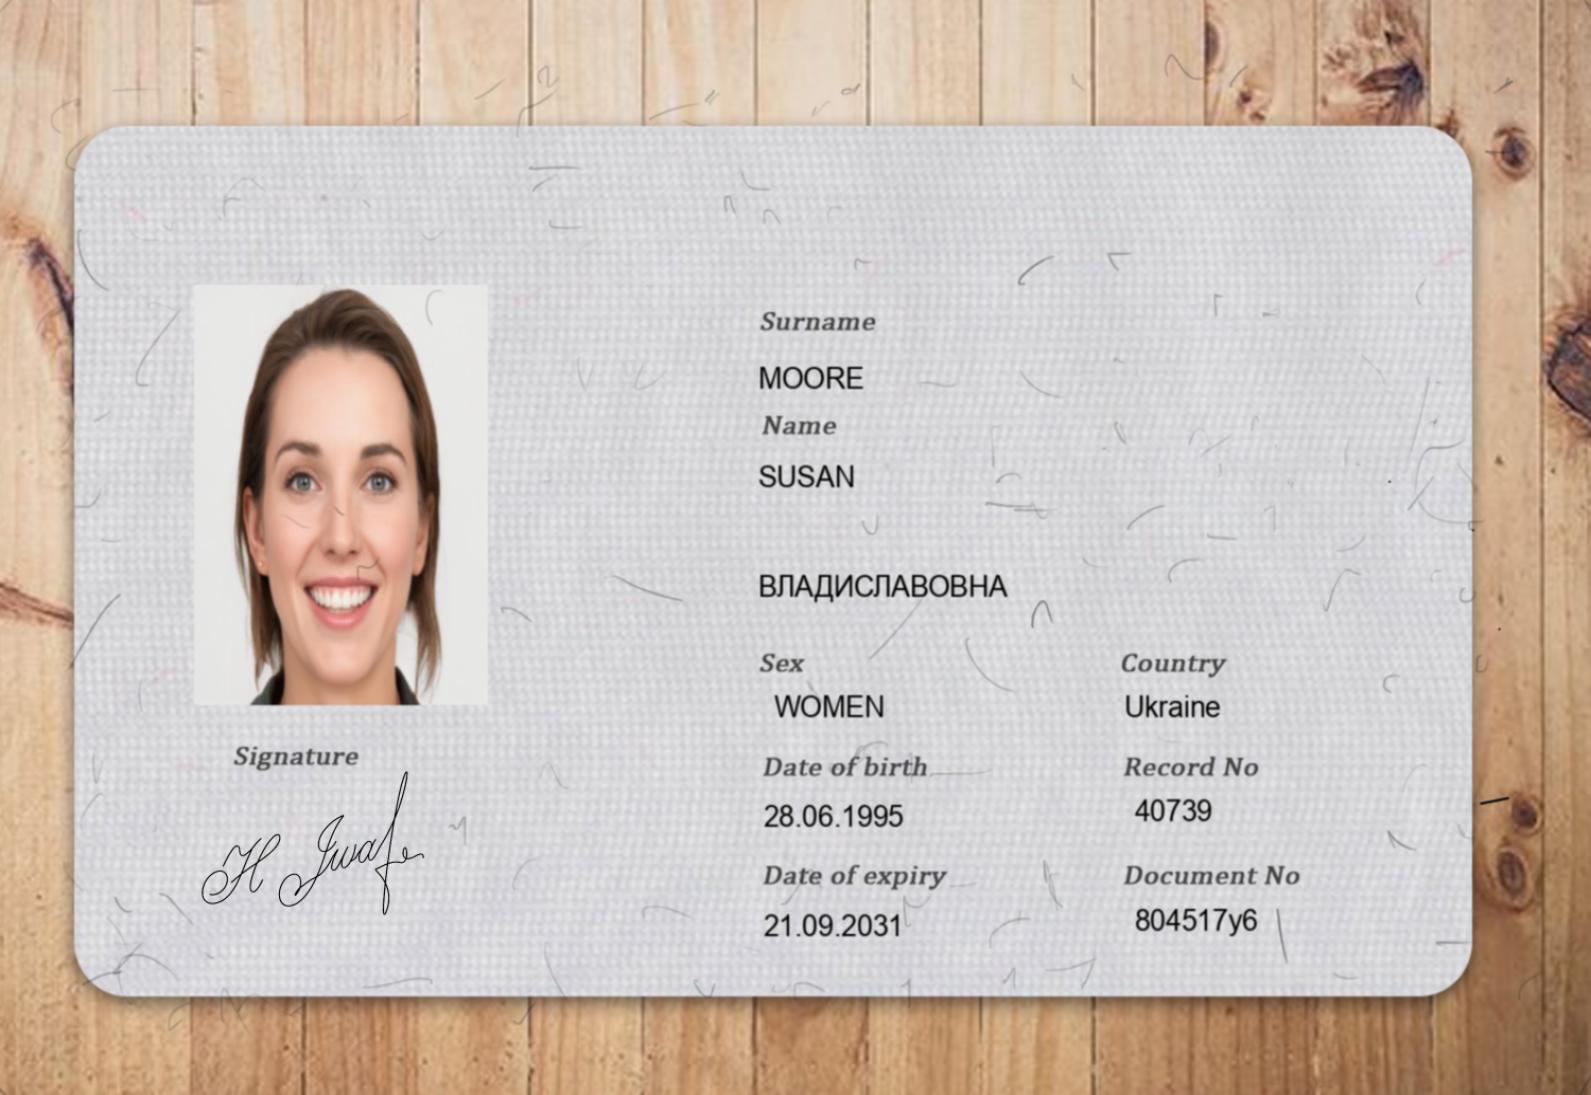 Surname
MOORE
Name
SUSAN
ВЛАДИСЛАВОВНА
Sex
Country
WOMEN
Ukraine
Date of birth
Record No
28.06.1995
40739
Date of expiry
Document No
21.09.2031
804517y6
Signature